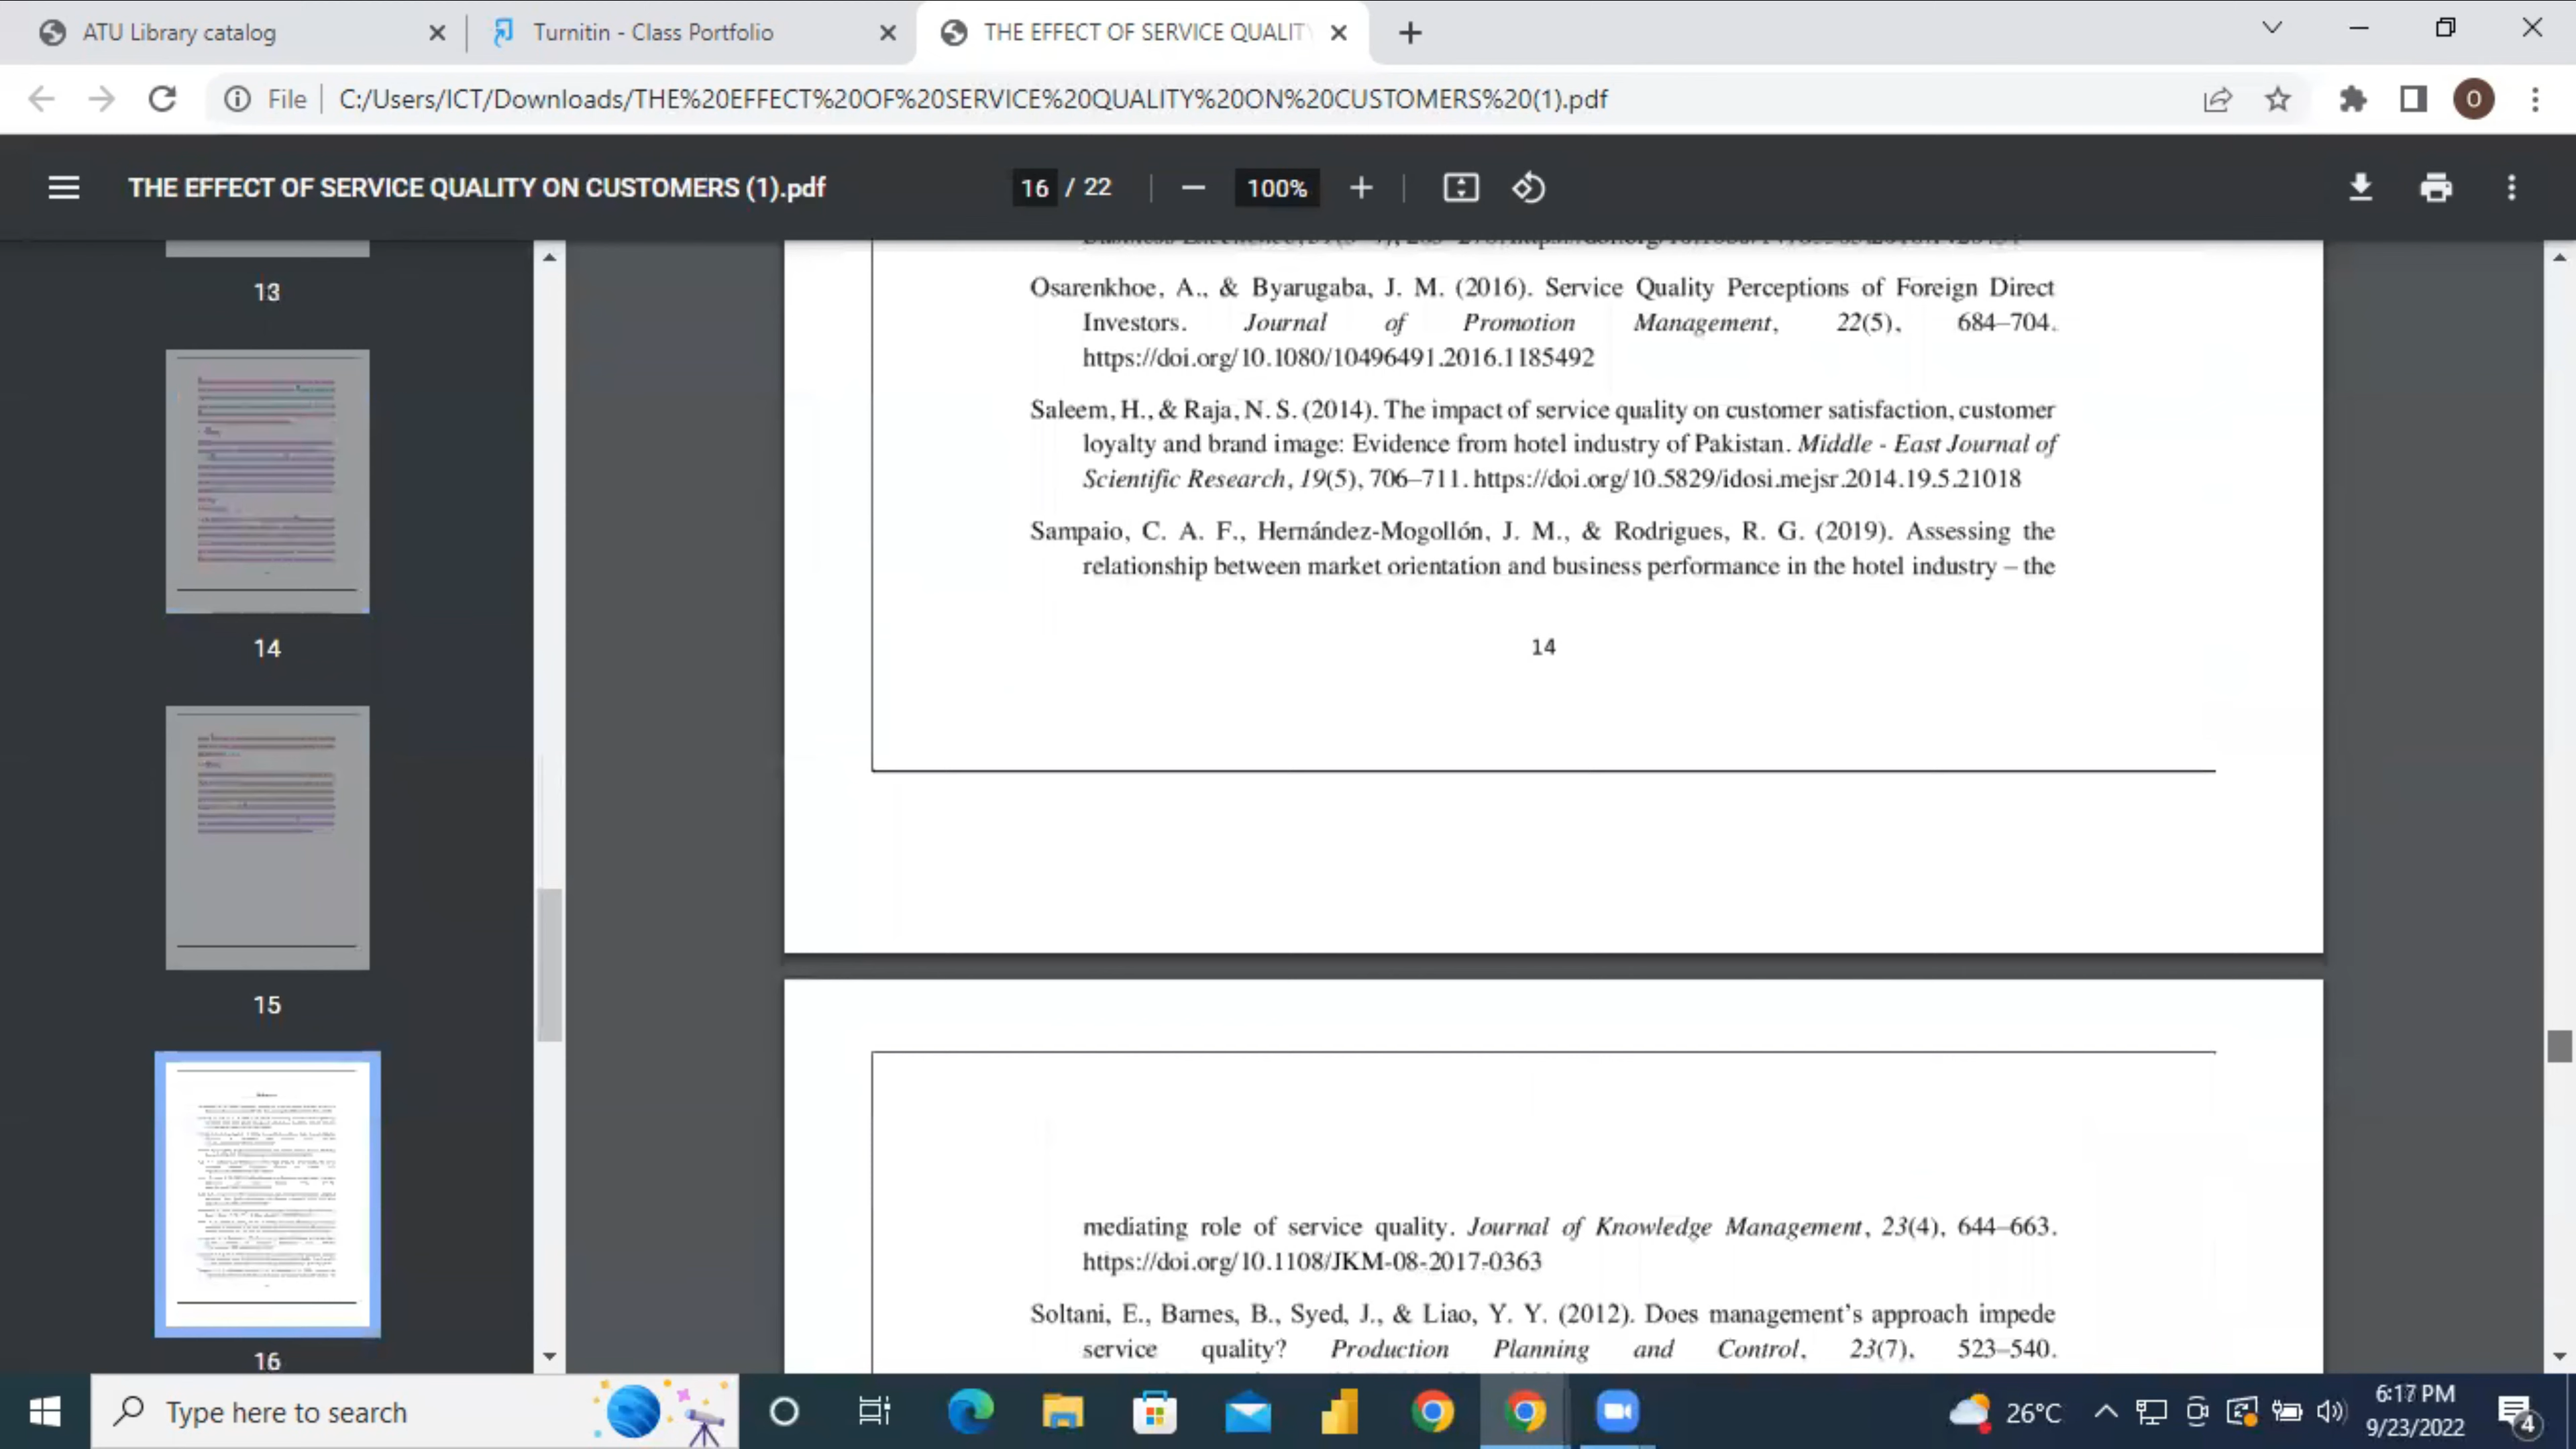 ATU Library catalog
Turnitin - Class Portfolio
THE EFFECT OF SERVICE QUALIT
File
C:/Users/ICT/Downloads/THE%20EFFECT%20OF%20SERVICE%20QUALITY%20ON%20CUSTOMERS%20(1).pdf
O
THE EFFECT OF SERVICE QUALITY ON CUSTOMERS (1).pdf
16 / 22
100%
13
14
15
16
Osarenkhoe, A., & Byarugaba, J. M. (2016). Service Quality Perceptions of Foreign Direct
Investors. Journal of Promotion Management, 22(5), 684–704.
https://doi.org/10.1080/10496491.2016.1185492
Saleem, H., & Raja, N. S. (2014). The impact of service quality on customer satisfaction, customer
loyalty and brand image: Evidence from hotel industry of Pakistan. Middle - East Journal of
Scientific Research, 19(5), 706–711. https://doi.org/10.5829/idosi.mejsr.2014.19.5.21018
Sampaio, C. A. F., Hernández-Mogollón, J. M., & Rodrigues, R. G. (2019). Assessing the
relationship between market orientation and business performance in the hotel industry – the
14
mediating role of service quality. Journal of Knowledge Management, 23(4), 644–663.
https://doi.org/10.1108/JKM-08-2017-0363
Soltani, E., Barnes, B., Syed, J., & Liao, Y. Y. (2012). Does management's approach impede
service quality? Production Planning and Control, 23(7), 523–540.
Type here to search
26°C
6:17 PM
9/23/2022
4